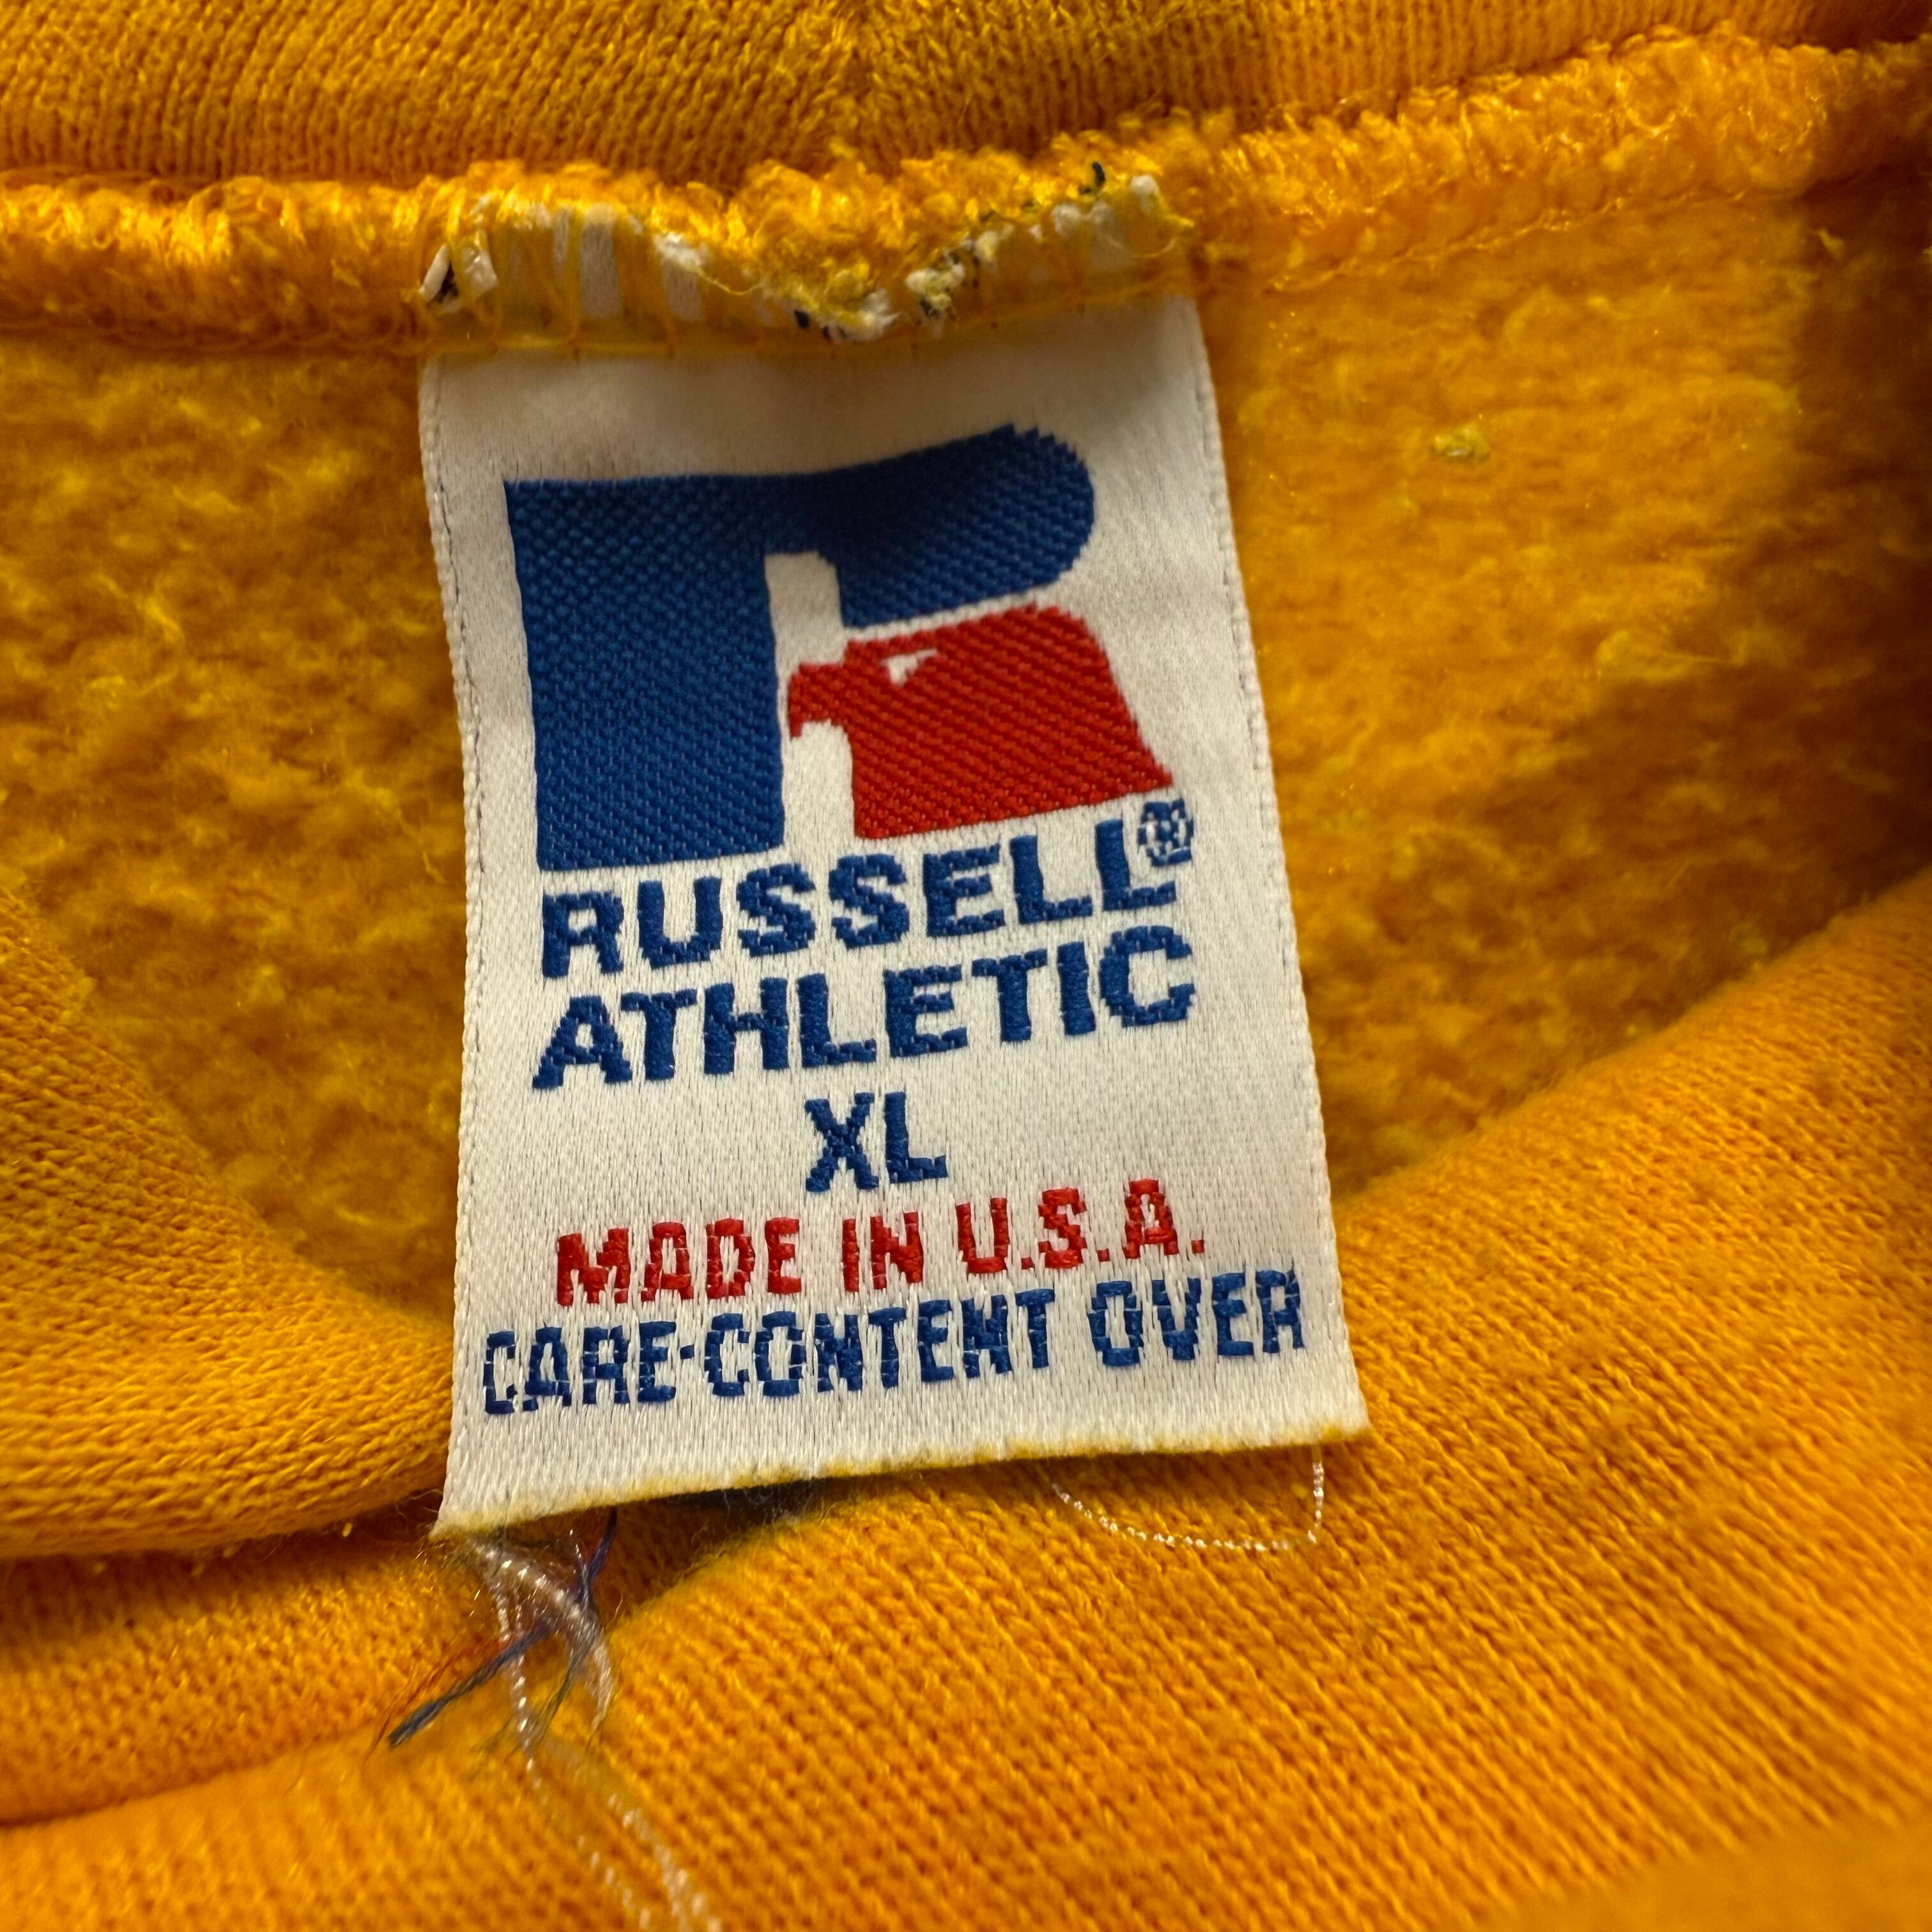 RUSSELL®
ATHLETIC
XL
MADE IN U.S.A.
CARE-CONTENT OVER